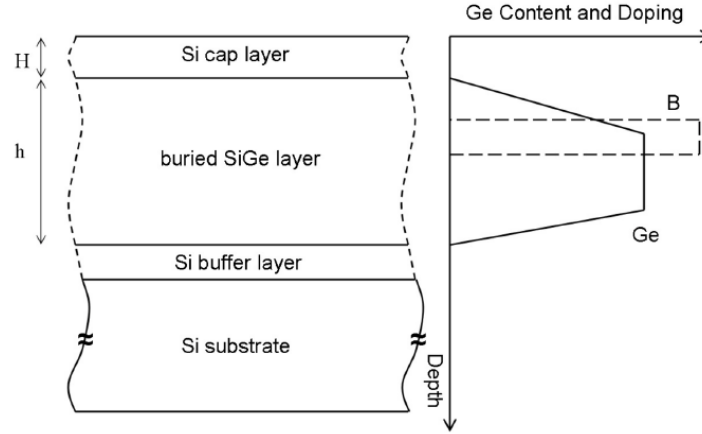 Ge Content and Doping
H
Si cap layer
B
h
buried SiGe layer
Ge
Si buffer layer
Si substrate
Depth